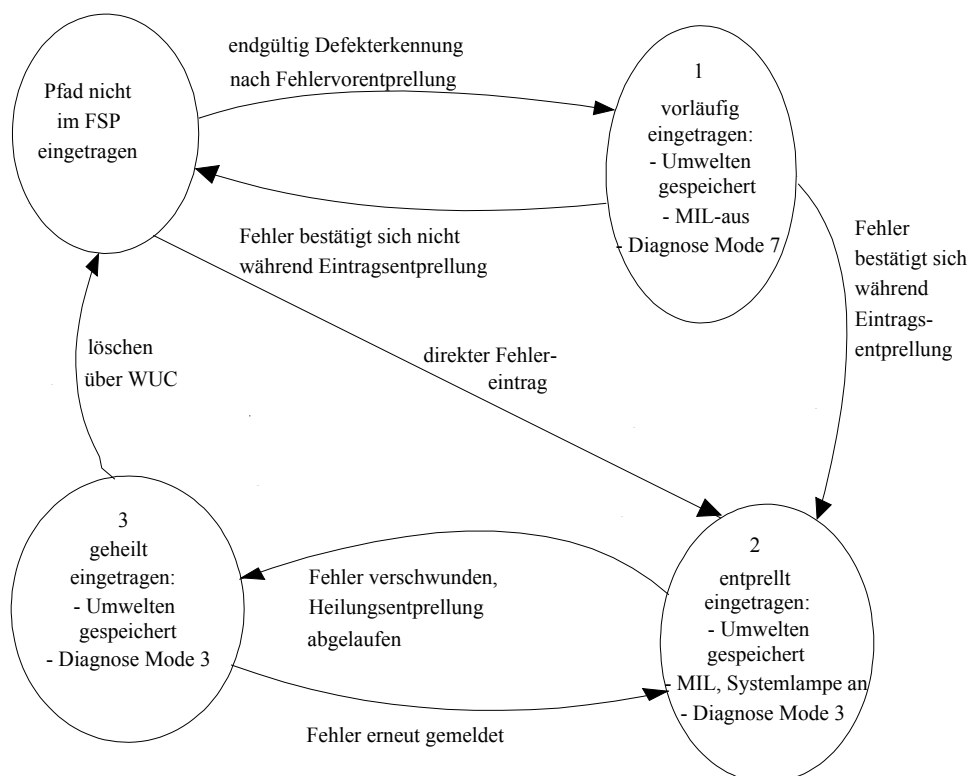 endgültig Defekterkennung
nach Fehlervorentprellung
Pfad nicht
im FSP
eingetragen
1
vorläufig
eingetragen:
- Umwelten
gespeichert
- MIL-aus
- Diagnose Mode 7
Fehler bestätigt sich nicht
während Eintragsentprellung
Fehler
bestätigt sich
während
Eintrags-
entprellung
löschen
über WUC
direkter Fehler-
eintrag
3
geheilt
eingetragen:
- Umwelten
gespeichert
- Diagnose Mode 3
Fehler verschwunden,
Heilungsentprellung
abgelaufen
2
entprellt
eingetragen:
- Umwelten
gespeichert
- MIL, Systemlampe an
- Diagnose Mode 3
Fehler erneut gemeldet